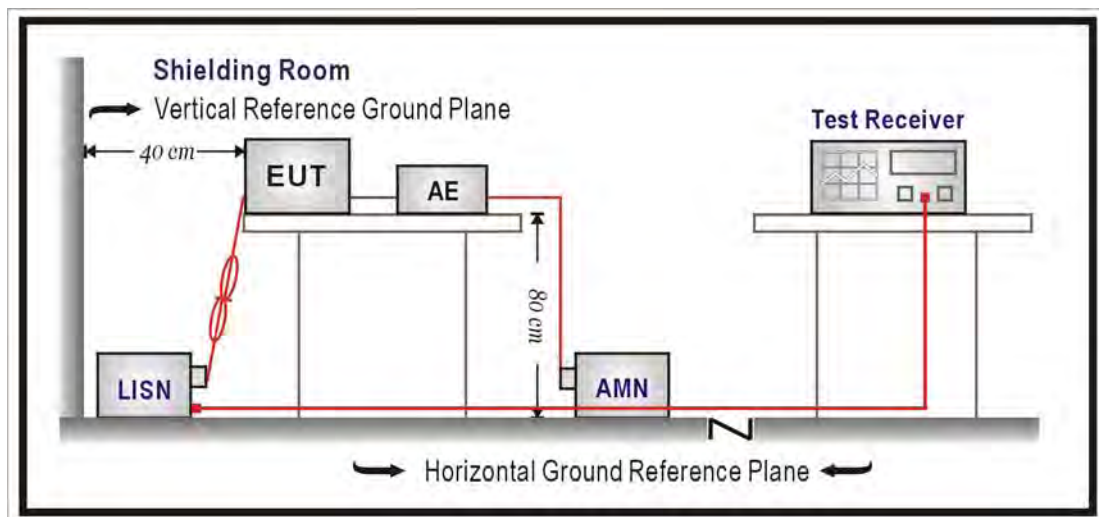 Shielding Room
Vertical Reference Ground Plane
Test Receiver
40 cm
EUT
AE
80 cm
LISN
AMN
Horizontal Ground Reference Plane